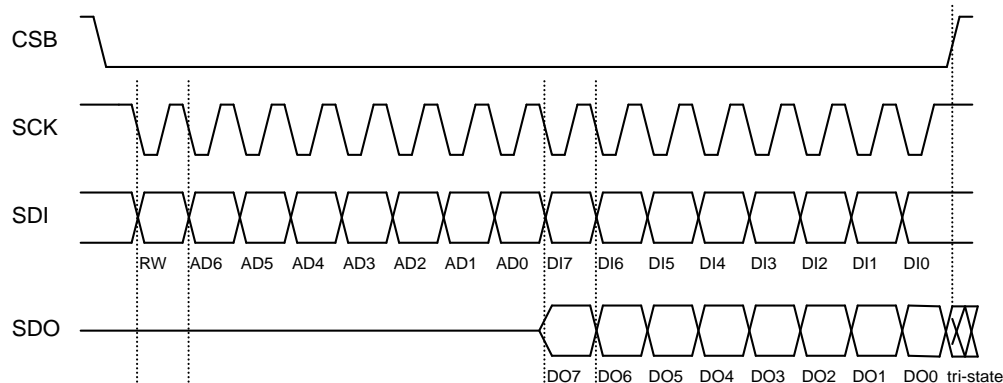 CSB
SCK
SDI
RW AD6 AD5 AD4 AD3 AD2 AD1 AD0 DI7 DI6 DI5 DI4 DI3 DI2 DI1 DI0
SDO
DO7 DO6 DO5 DO4 DO3 DO2 DO1 DO0 tri-state